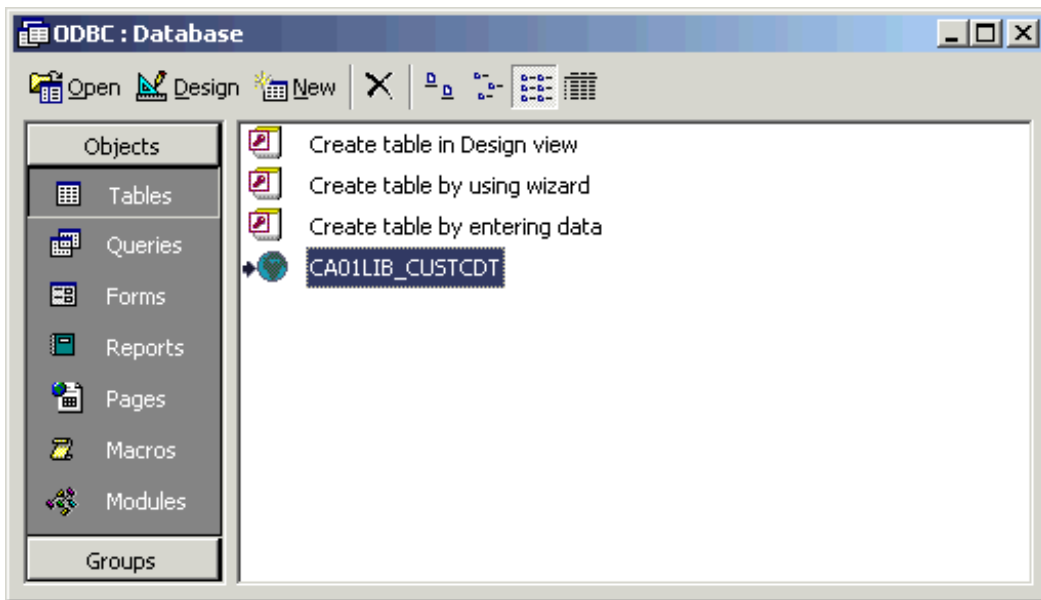 ODBC : Database
Open Design New
Objects
Tables
Queries
Forms
Reports
Pages
Macros
Modules
Groups
Create table in Design view
Create table by using wizard
Create table by entering data
CA01LIB_CUSTCDT